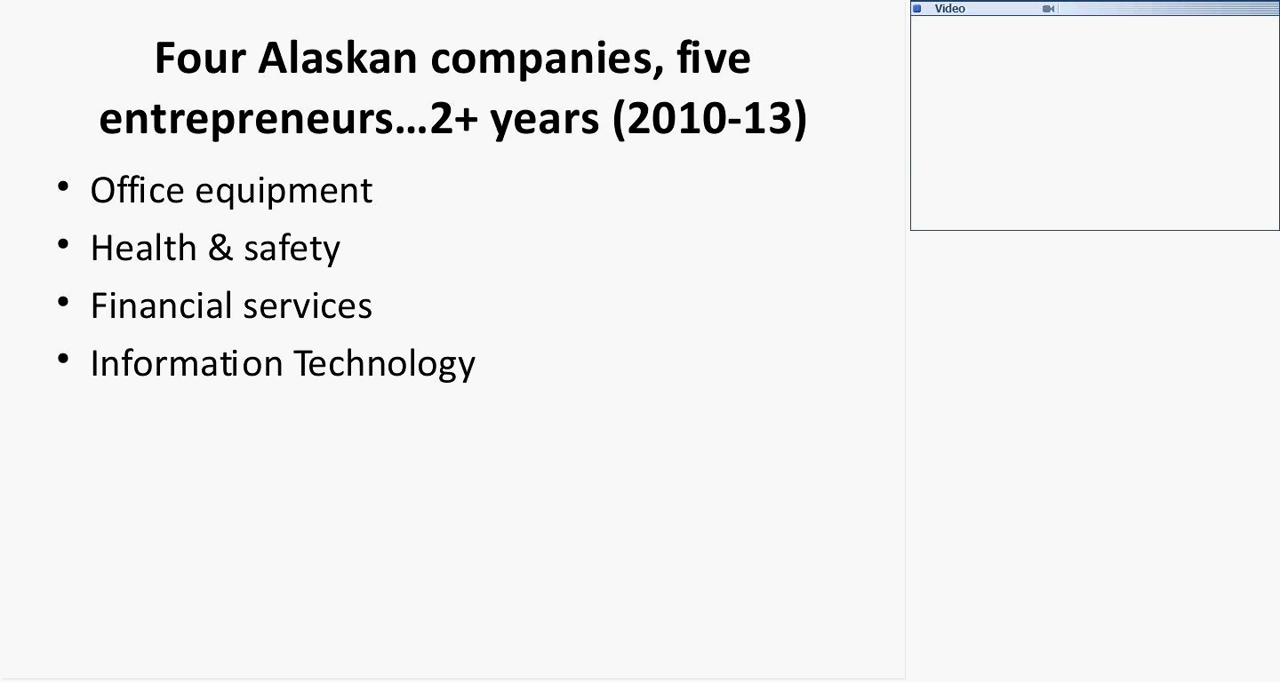 Four Alaskan companies, five
entrepreneurs...2+ years (2010-13)
• Office equipment
• Health & safety
• Financial services
• Information Technology
Video